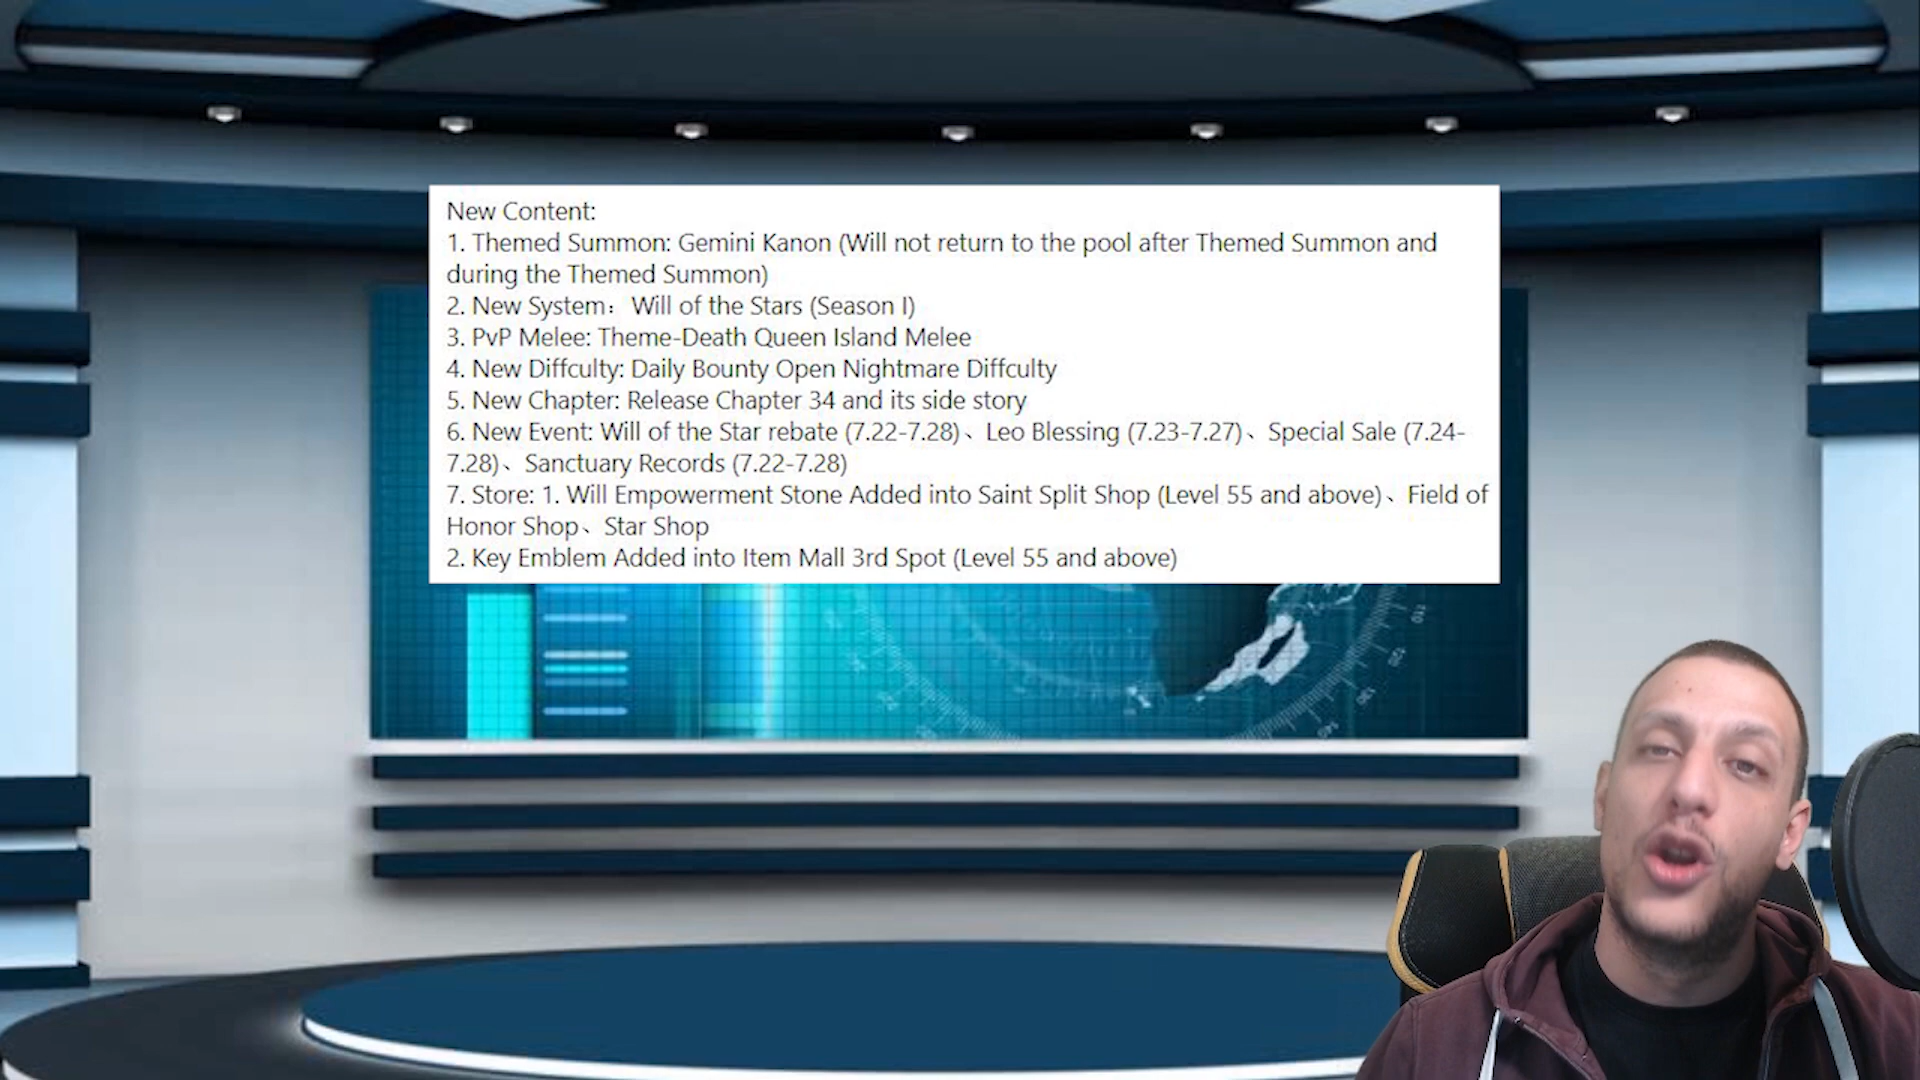 New Content:
1. Themed Summon: Gemini Kanon (Will not return to the pool after Themed Summon and
during the Themed Summon)
2. New System： Will of the Stars (Season I)
3. PvP Melee: Theme-Death Queen Island Melee
4. New Diffculty: Daily Bounty Open Nightmare Diffculty
5. New Chapter: Release Chapter 34 and its side story
6. New Event: Will of the Star rebate (7.22-7.28)、Leo Blessing (7.23-7.27)、Special Sale (7.24-
7.28)、Sanctuary Records (7.22-7.28)
7. Store: 1. Will Empowerment Stone Added into Saint Split Shop (Level 55 and above)、Field of
Honor Shop、Star Shop
2. Key Emblem Added into Item Mall 3rd Spot (Level 55 and above)